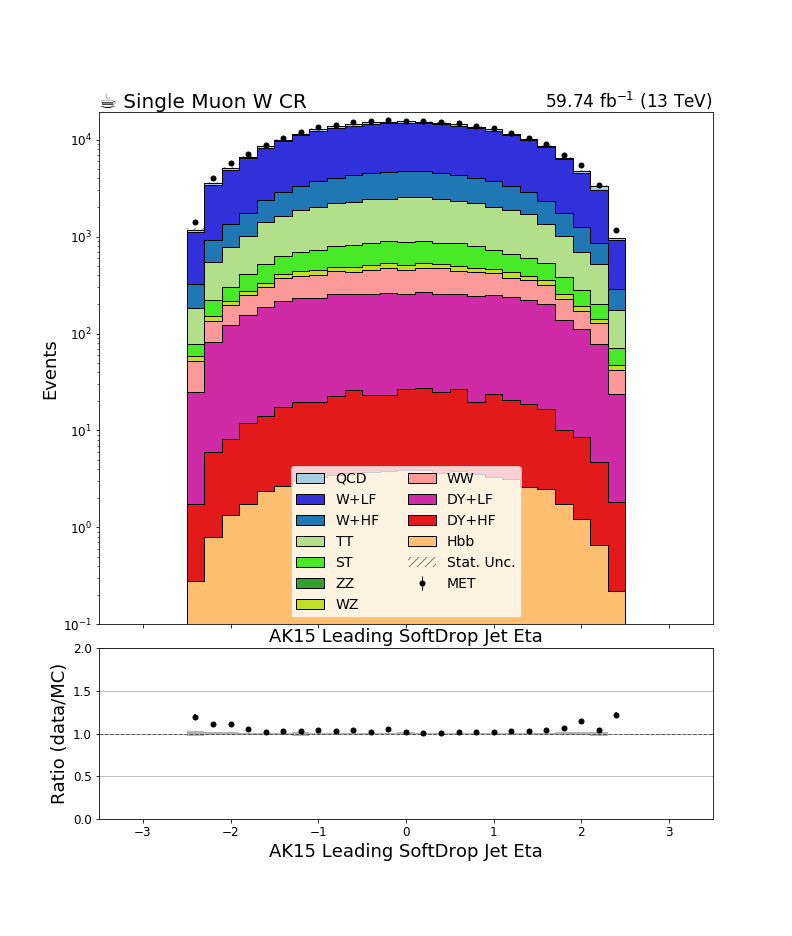 ☕ Single Muon W CR
59.74 fb⁻¹ (13 TeV)
Events
10⁴
10³
10²
10¹
10⁰
10⁻¹
QCD
W+LF
W+HF
TT
ST
ZZ
WZ
WW
DY+LF
DY+HF
Hbb
Stat. Unc.
MET
AK15 Leading SoftDrop Jet Eta
Ratio (data/MC)
2.0
1.5
1.0
0.5
0.0
−3 −2 −1 0 1 2 3
AK15 Leading SoftDrop Jet Eta